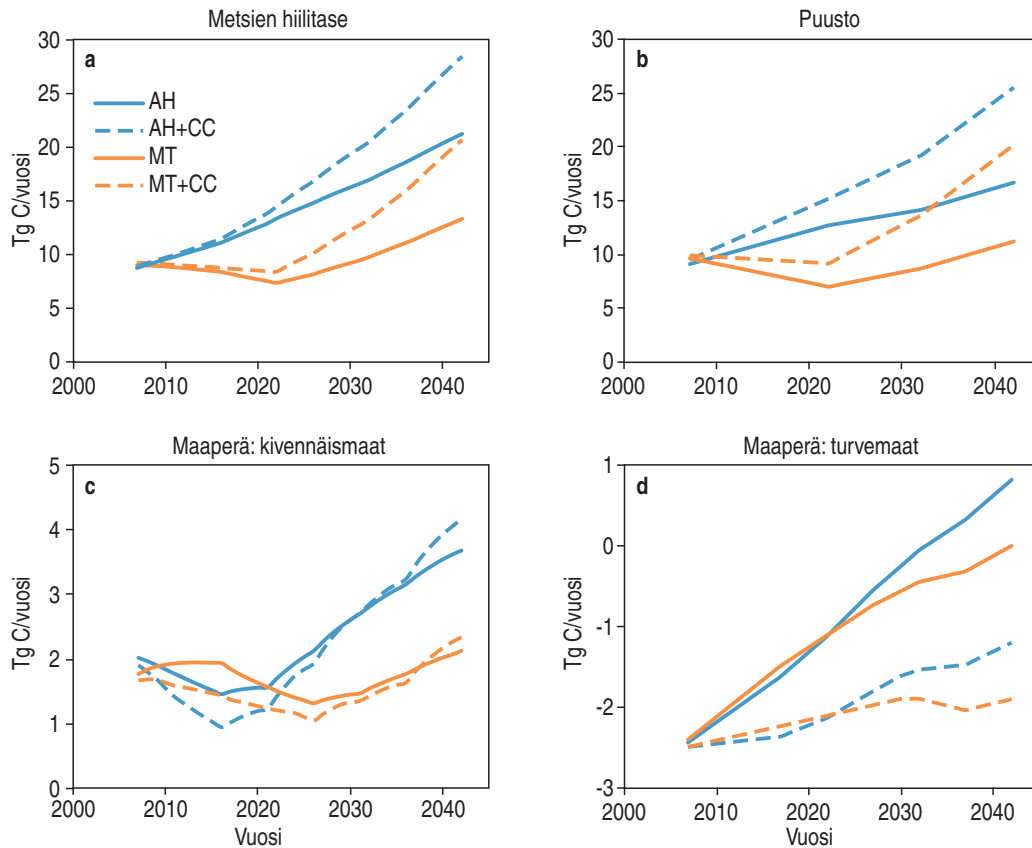 Metsien hiilitase
a
30
25
20
15
10
5
0
Tg C/vuosi
AH
AH+CC
MT
MT+CC
2000 2010 2020 2030 2040
Puusto
b
30
25
20
15
10
5
0
Tg C/vuosi
2000 2010 2020 2030 2040
Maaperä: kivennäismaat
c
5
4
3
2
1
0
Tg C/vuosi
2000 2010 2020 2030 2040
Vuosi
Maaperä: turvemaat
d
1
0
-1
-2
-3
Tg C/vuosi
2000 2010 2020 2030 2040
Vuosi